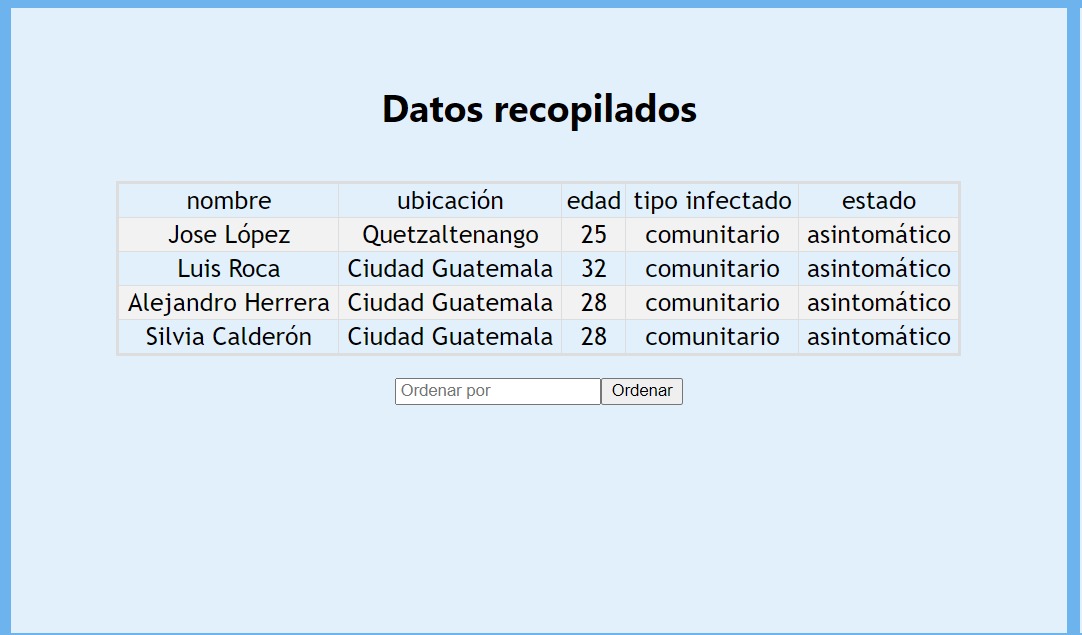 Datos recopilados
nombre ubicación edad tipo infectado estado
Jose López Quetzaltenango 25 comunitario asintomático
Luis Roca Ciudad Guatemala 32 comunitario asintomático
Alejandro Herrera Ciudad Guatemala 28 comunitario asintomático
Silvia Calderón Ciudad Guatemala 28 comunitario asintomático
Ordenar por Ordenar